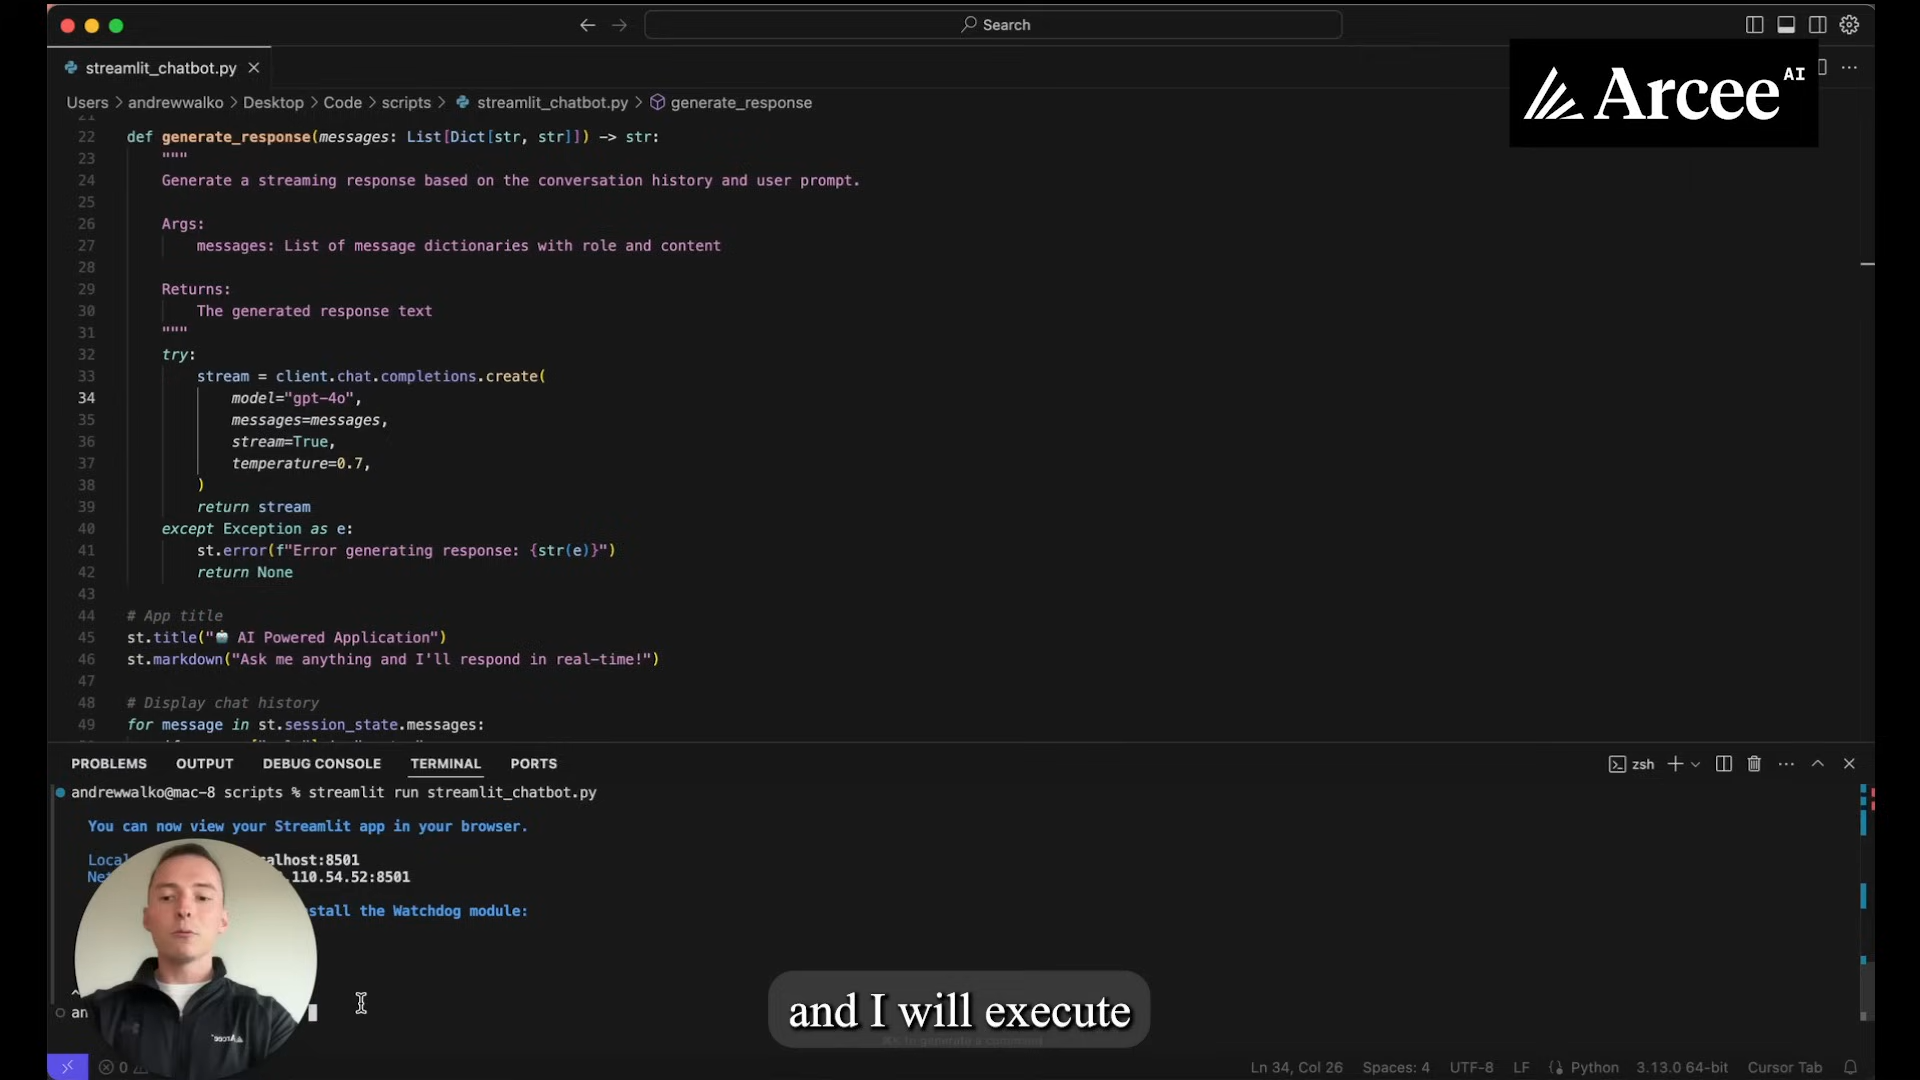 Search
streamlit_chatbot.py
Arcee AI
Users > andrewwalko > Desktop > Code > scripts > streamlit_chatbot.py > generate_response
22 def generate_response(messages: List[Dict[str, str]]) -> str:
23 """
24 Generate a streaming response based on the conversation history and user prompt.
25
26 Args:
27 messages: List of message dictionaries with role and content
28
29 Returns:
30 The generated response text
31 """
32 try:
33 stream = client.chat.completions.create(
34 model="gpt-4o",
35 messages=messages,
36 stream=True,
37 temperature=0.7,
38 )
39 return stream
40 except Exception as e:
41 st.error(f"Error generating response: {str(e)}")
42 return None
43
44 # App title
45 st.title("🤖 AI Powered Application")
46 st.markdown("Ask me anything and I'll respond in real-time!")
47
48 # Display chat history
49 for message in st.session_state.messages:
PROBLEMS OUTPUT DEBUG CONSOLE TERMINAL PORTS
zsh
andrewwalko@mac-8 scripts % streamlit run streamlit_chatbot.py
You can now view your Streamlit app in your browser.
Loca alhost:8501
Ne 110.54.52:8501
stall the Watchdog module:
an
and I will execute
0
Ln 34, Col 26 Spaces: 4 UTF-8 LF Python 3.13.0 64-bit Cursor Tab